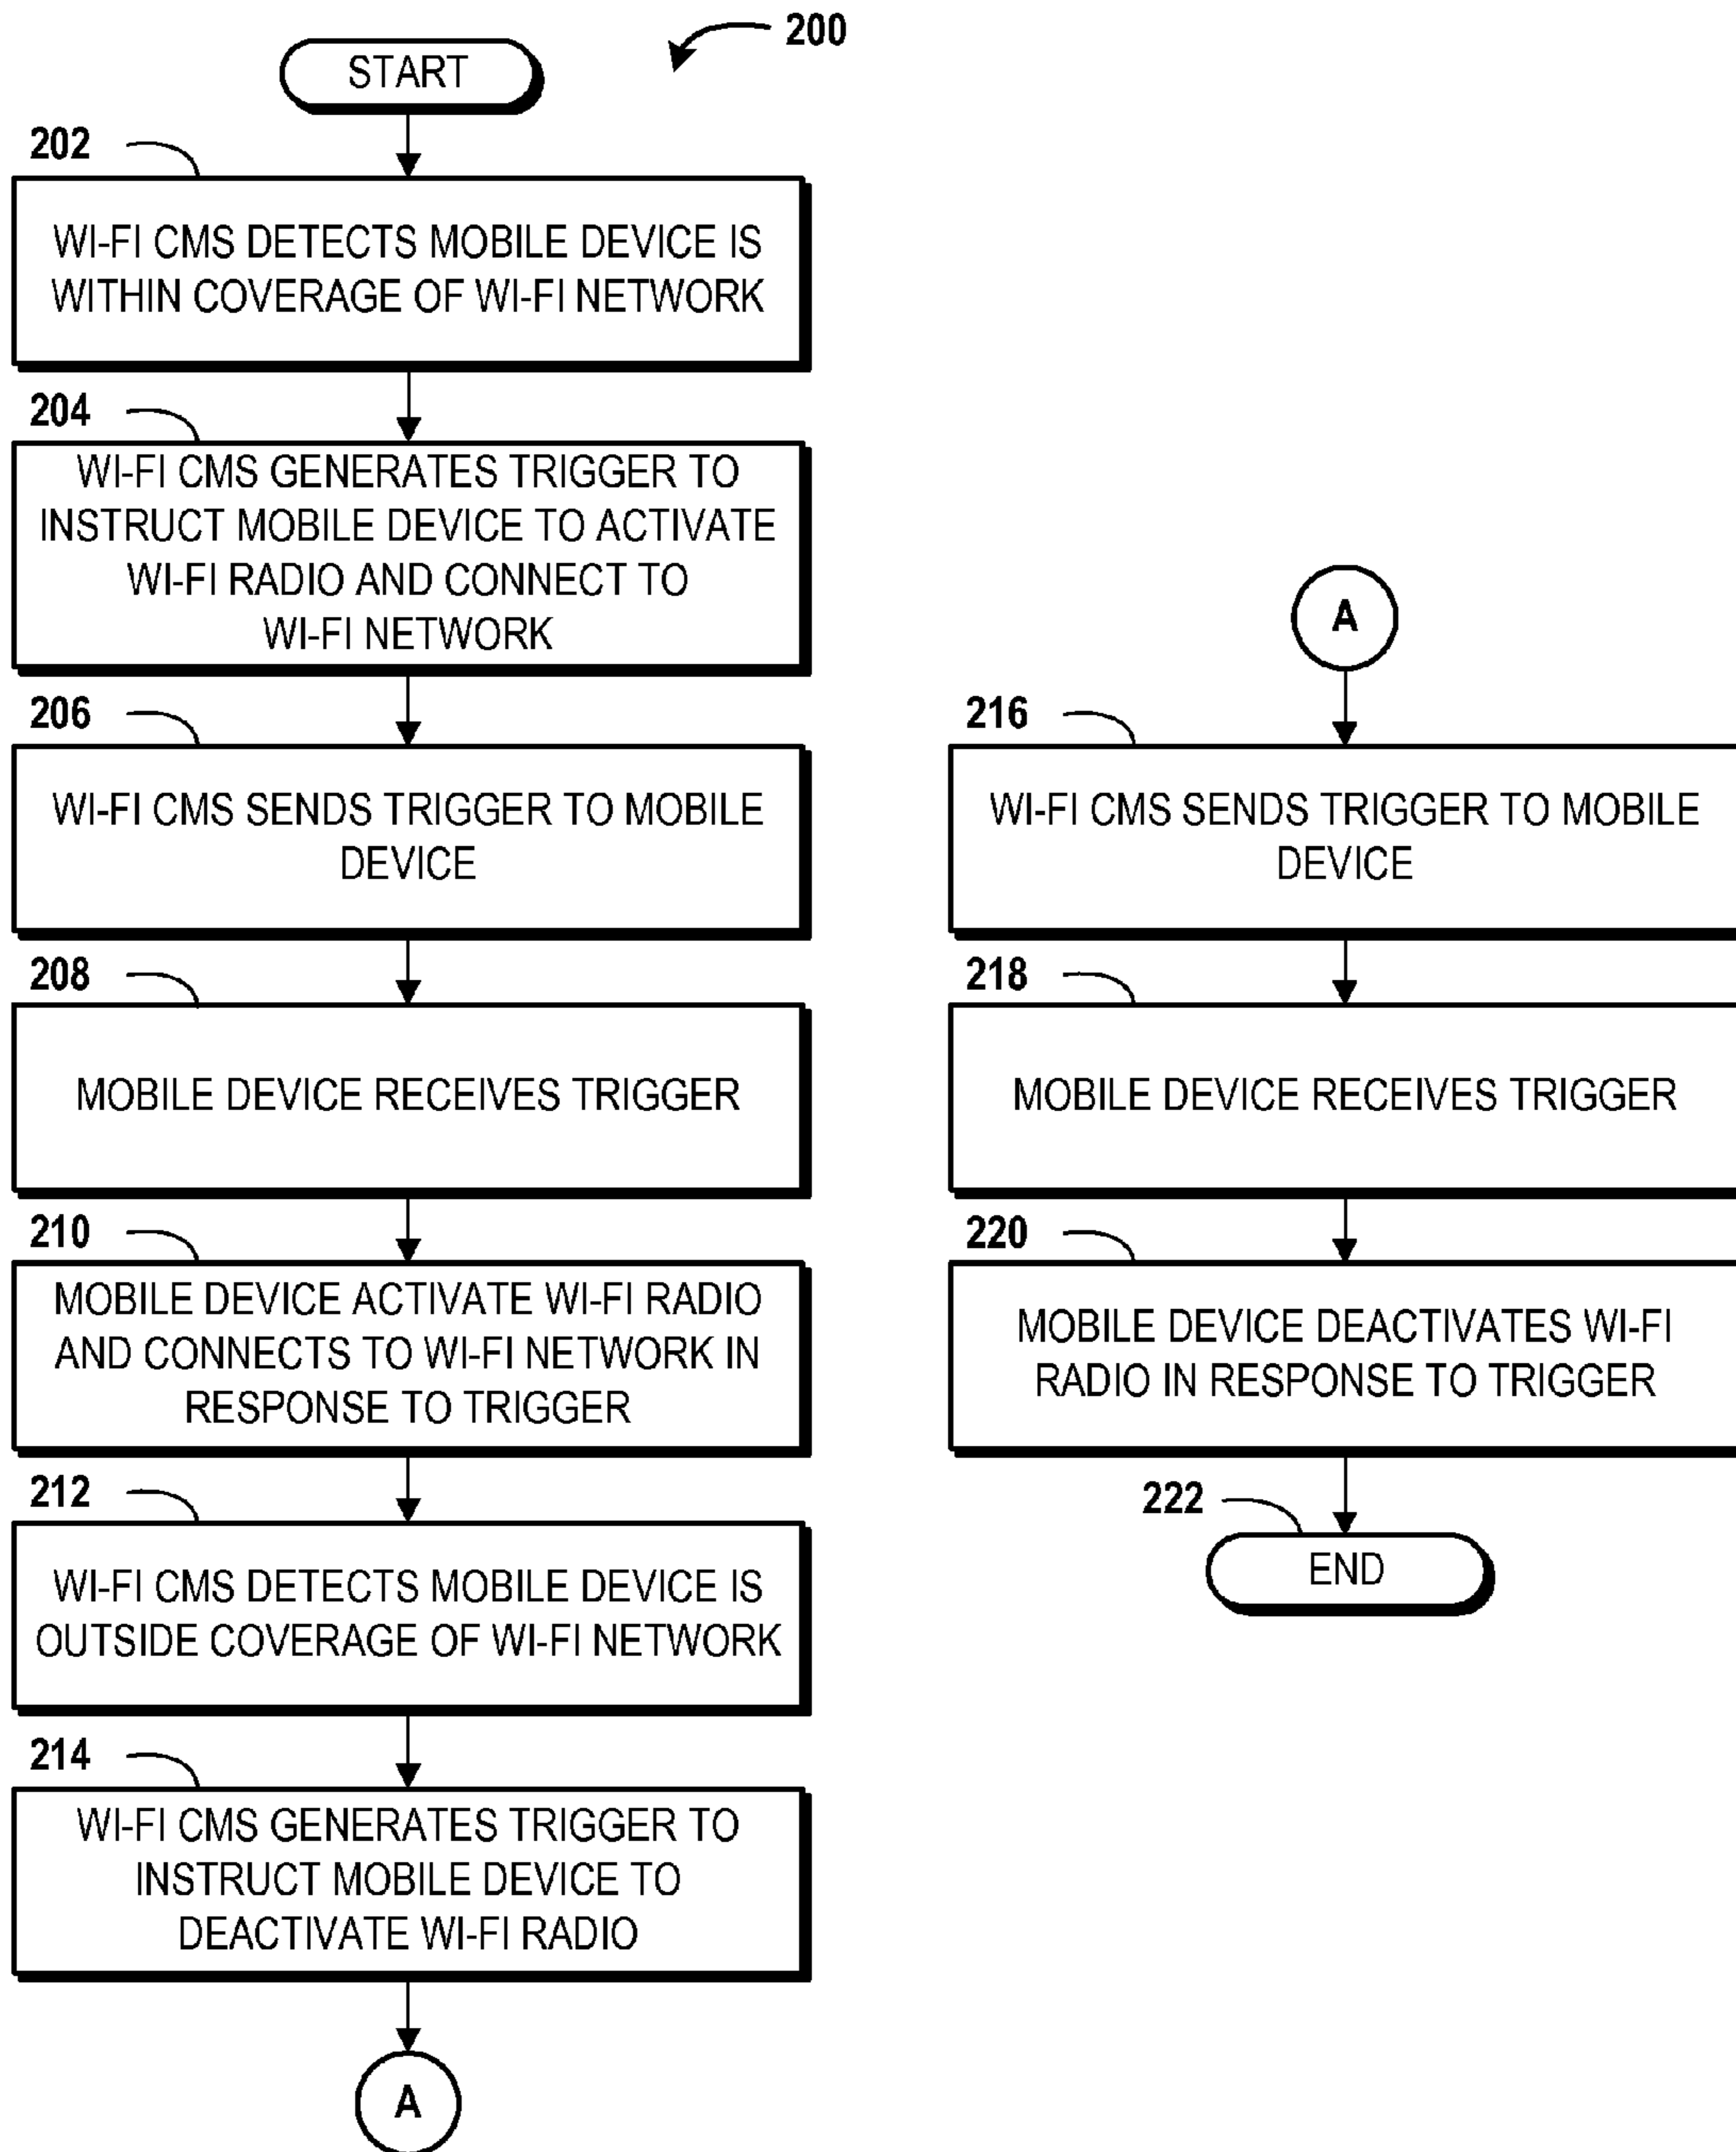 200
START
202
WI-FI CMS DETECTS MOBILE DEVICE IS
WITHIN COVERAGE OF WI-FI NETWORK
204
WI-FI CMS GENERATES TRIGGER TO
INSTRUCT MOBILE DEVICE TO ACTIVATE
WI-FI RADIO AND CONNECT TO
WI-FI NETWORK
206
WI-FI CMS SENDS TRIGGER TO MOBILE
DEVICE
208
MOBILE DEVICE RECEIVES TRIGGER
210
MOBILE DEVICE ACTIVATE WI-FI RADIO
AND CONNECTS TO WI-FI NETWORK IN
RESPONSE TO TRIGGER
212
WI-FI CMS DETECTS MOBILE DEVICE IS
OUTSIDE COVERAGE OF WI-FI NETWORK
214
WI-FI CMS GENERATES TRIGGER TO
INSTRUCT MOBILE DEVICE TO
DEACTIVATE WI-FI RADIO
A
A
216
WI-FI CMS SENDS TRIGGER TO MOBILE
DEVICE
218
MOBILE DEVICE RECEIVES TRIGGER
220
MOBILE DEVICE DEACTIVATES WI-FI
RADIO IN RESPONSE TO TRIGGER
222
END